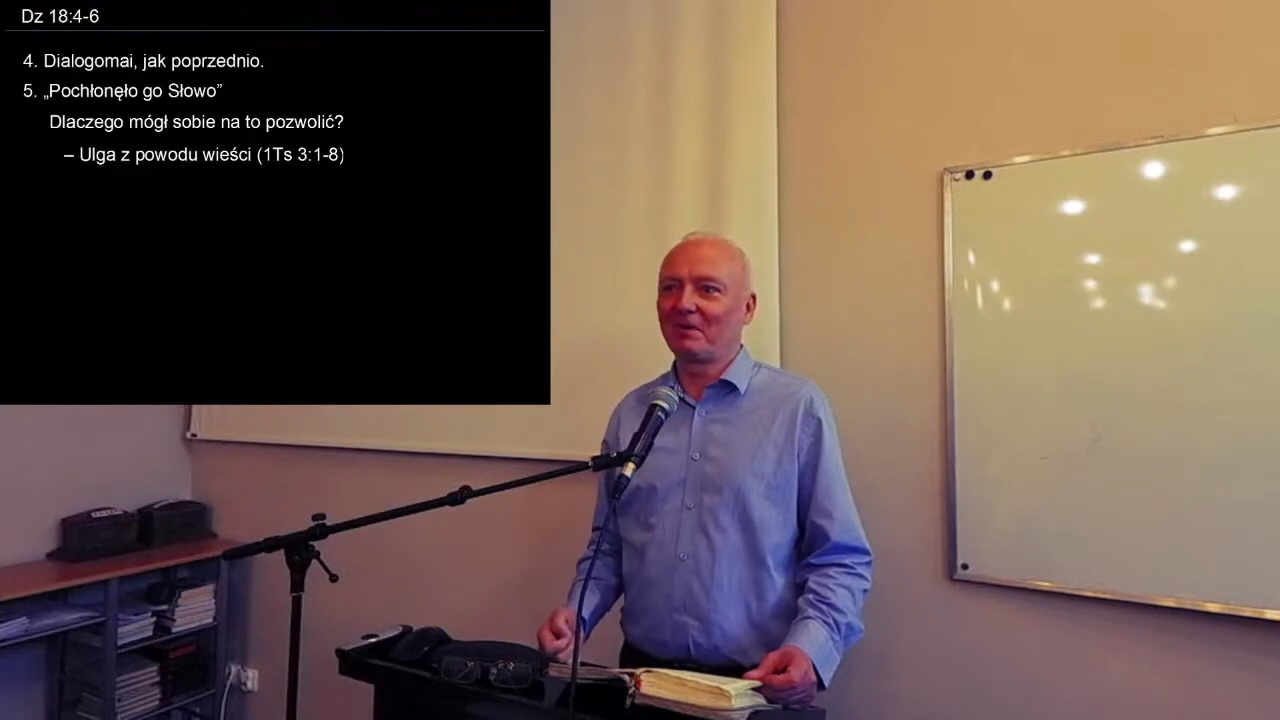 Dz 18:4-6
4. Dialogomai, jak poprzednio.
5. „Pochłonęło go Słowo”
Dlaczego mógł sobie na to pozwolić?
– Ulga z powodu wieści (1Ts 3:1-8)